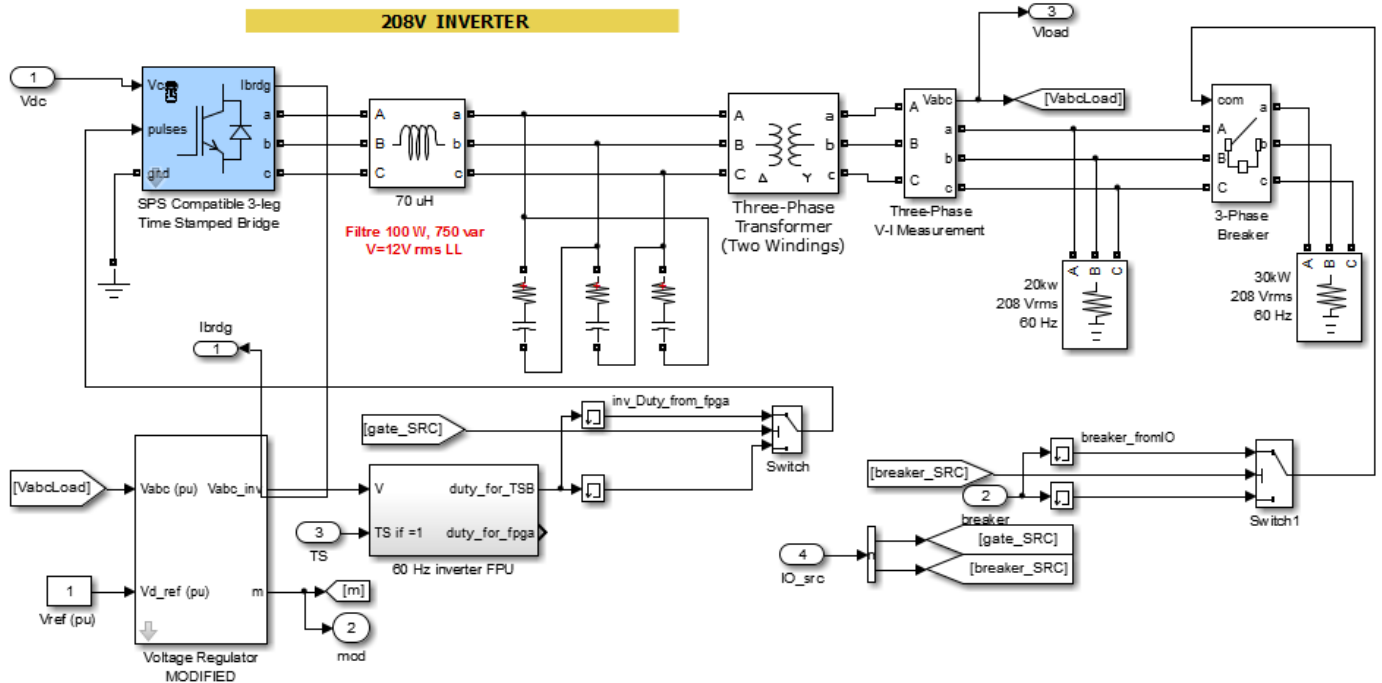 208V INVERTER
3
Vload
1
Vdc
Ibrdg
pulses
gnd
a
b
c
SPS Compatible 3-leg
Time Stamped Bridge
A
B
C
a
b
c
70 uH
Filtre 100 W, 750 var
V=12V rms LL
A
B
C
a
b
c
Δ
Y
Three-Phase
Transformer
(Two Windings)
A
B
C
Vabc
a
b
c
Three-Phase
V-I Measurement
[VabcLoad]
com
A
B
C
a
b
c
3-Phase
Breaker
A B C
20kw
208 Vrms
60 Hz
A B C
30kW
208 Vrms
60 Hz
Ibrdg
1
[gate_SRC]
inv_Duty_from_fpga
Switch
[VabcLoad]
Vabc (pu)
Vabc_inv
Vd_ref (pu)
m
1
Vref (pu)
Voltage Regulator
MODIFIED
[m]
2
mod
3
TS
V
duty_for_TSB
TS if =1
duty_for_fpga
60 Hz inverter FPU
breaker_fromIO
[breaker_SRC]
2
breaker
Switch1
[gate_SRC]
[breaker_SRC]
4
IO_src